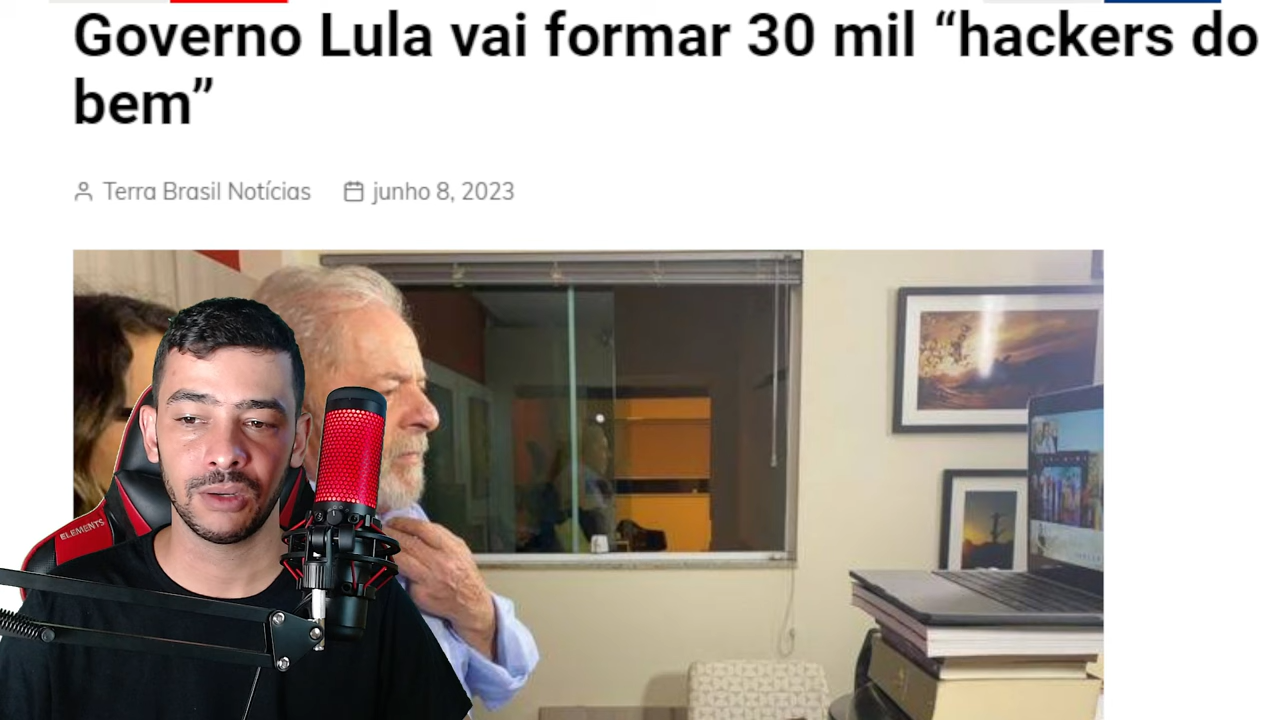 Governo Lula vai formar 30 mil “hackers do
bem”
Terra Brasil Notícias junho 8, 2023
ELEMENTS